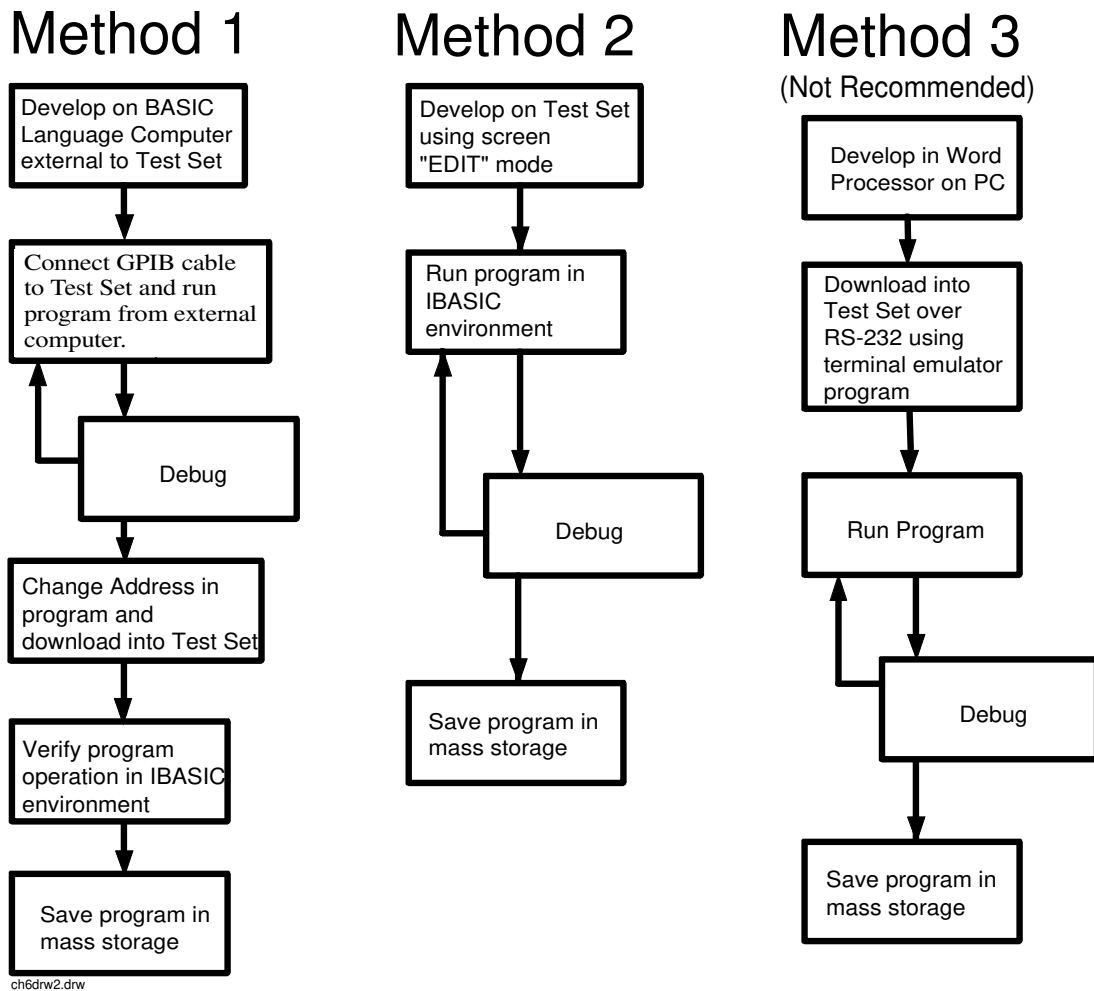 Method 1
Develop on BASIC
Language Computer
external to Test Set
Connect GPIB cable
to Test Set and run
program from external
computer.
Debug
Change Address in
program and
download into Test Set
Verify program
operation in IBASIC
environment
Save program in
mass storage
ch6drw2.drw
Method 2
Develop on Test Set
using screen
"EDIT" mode
Run program in
IBASIC
environment
Debug
Save program in
mass storage
Method 3
(Not Recommended)
Develop in Word
Processor on PC
Download into
Test Set over
RS-232 using
terminal emulator
program
Run Program
Debug
Save program in
mass storage